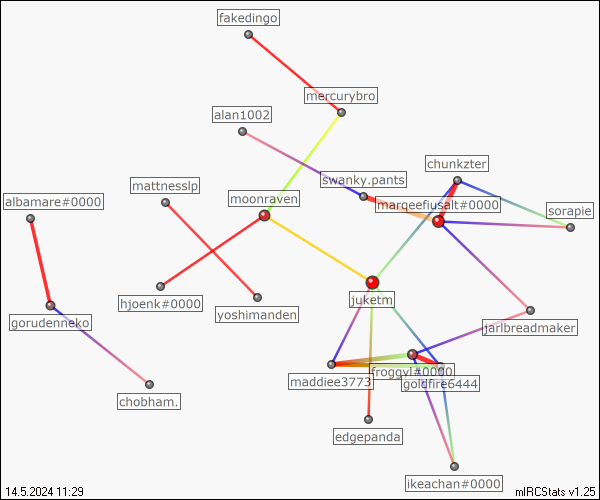 fakedingo
mercurybro
alan1002
chunkzter
swanky.pants
mattnesslp
albamare#0000
moonraven
marqeefiusalt#0000
sorapie
hjoenk#0000
juketm
yoshimanden
gorudenneko
jarlbreadmaker
froggyl#0000
maddiee3773
goldfire6444
chobham.
edgepanda
ikeachan#0000
14.5.2024 11:29
mIRCStats v1.25